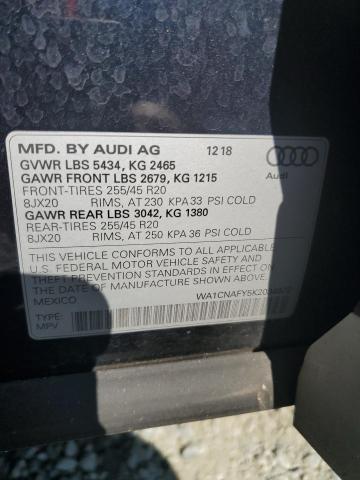 MFD. BY AUDI AG 12 18
GVWR LBS 5434, KG 2465
GAWR FRONT LBS 2679, KG 1215
FRONT-TIRES 255/45 R20
8JX20 RIMS, AT 230 KPA 33 PSI COLD
GAWR REAR LBS 3042, KG 1380
REAR-TIRES 255/45 R20
8JX20 RIMS, AT 250 KPA 36 PSI COLD
Audi
THIS VEHICLE CONFORMS TO ALL APPLICABLE
U.S. FEDERAL MOTOR VEHICLE SAFETY AND
THEFT PREVENTION STANDARDS IN EFFECT ON THE
DATE OF MANUFACTURE SHOWN ABOVE.
MEXICO
TYPE:
MPV